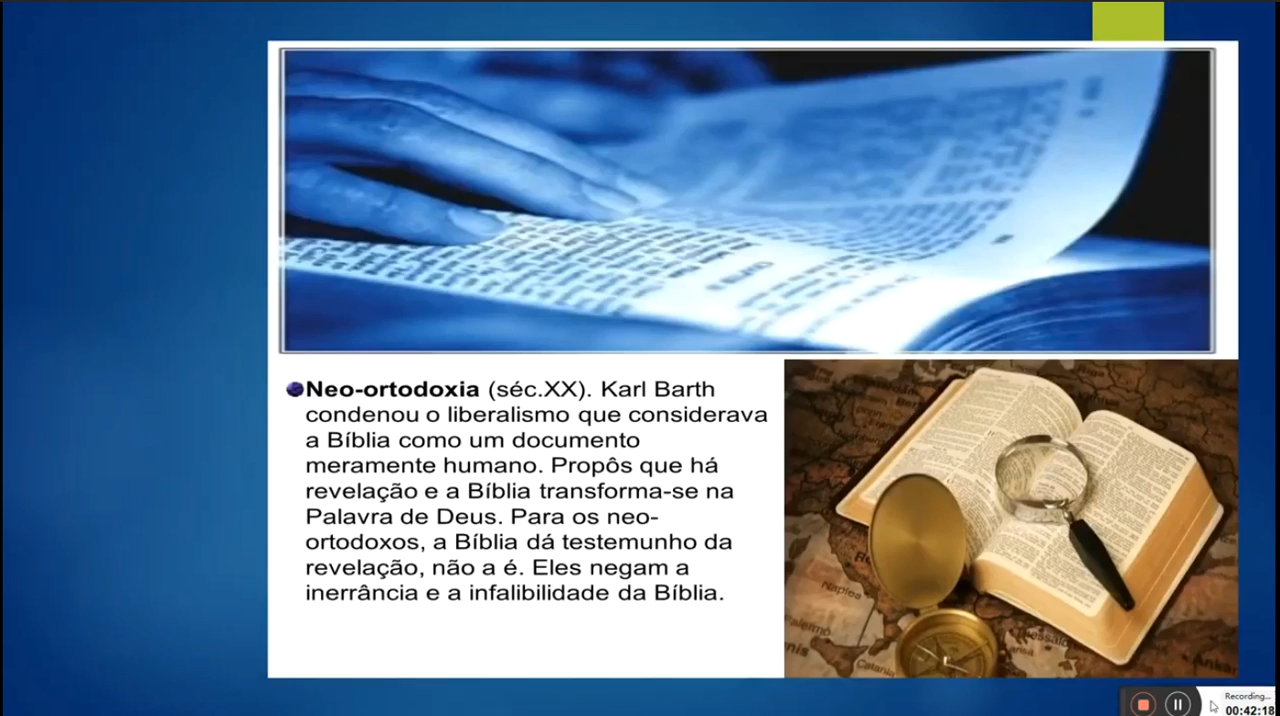 Neo-ortodoxia (séc.XX). Karl Barth
condenou o liberalismo que considerava
a Bíblia como um documento
meramente humano. Propôs que há
revelação e a Bíblia transforma-se na
Palavra de Deus. Para os neo-
ortodoxos, a Bíblia dá testemunho da
revelação, não a é. Eles negam a
inerrância e a infalibilidade da Bíblia.
Naples
Catania
Recording...
00:42:18